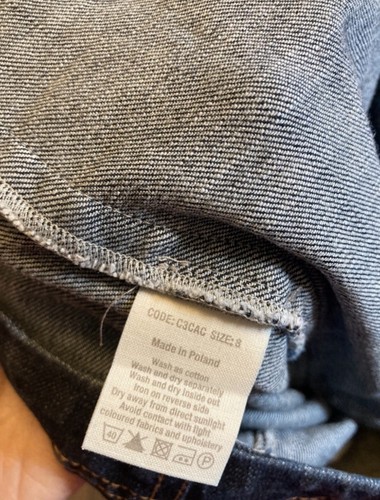 CODE: C3CAC SIZE: 8
Made in Poland
Wash as cotton
Wash and dry separately
Wash and dry inside out
Iron on reverse side
Dry away from direct sunlight
Avoid contact with light
coloured fabrics and upholstery
40 P